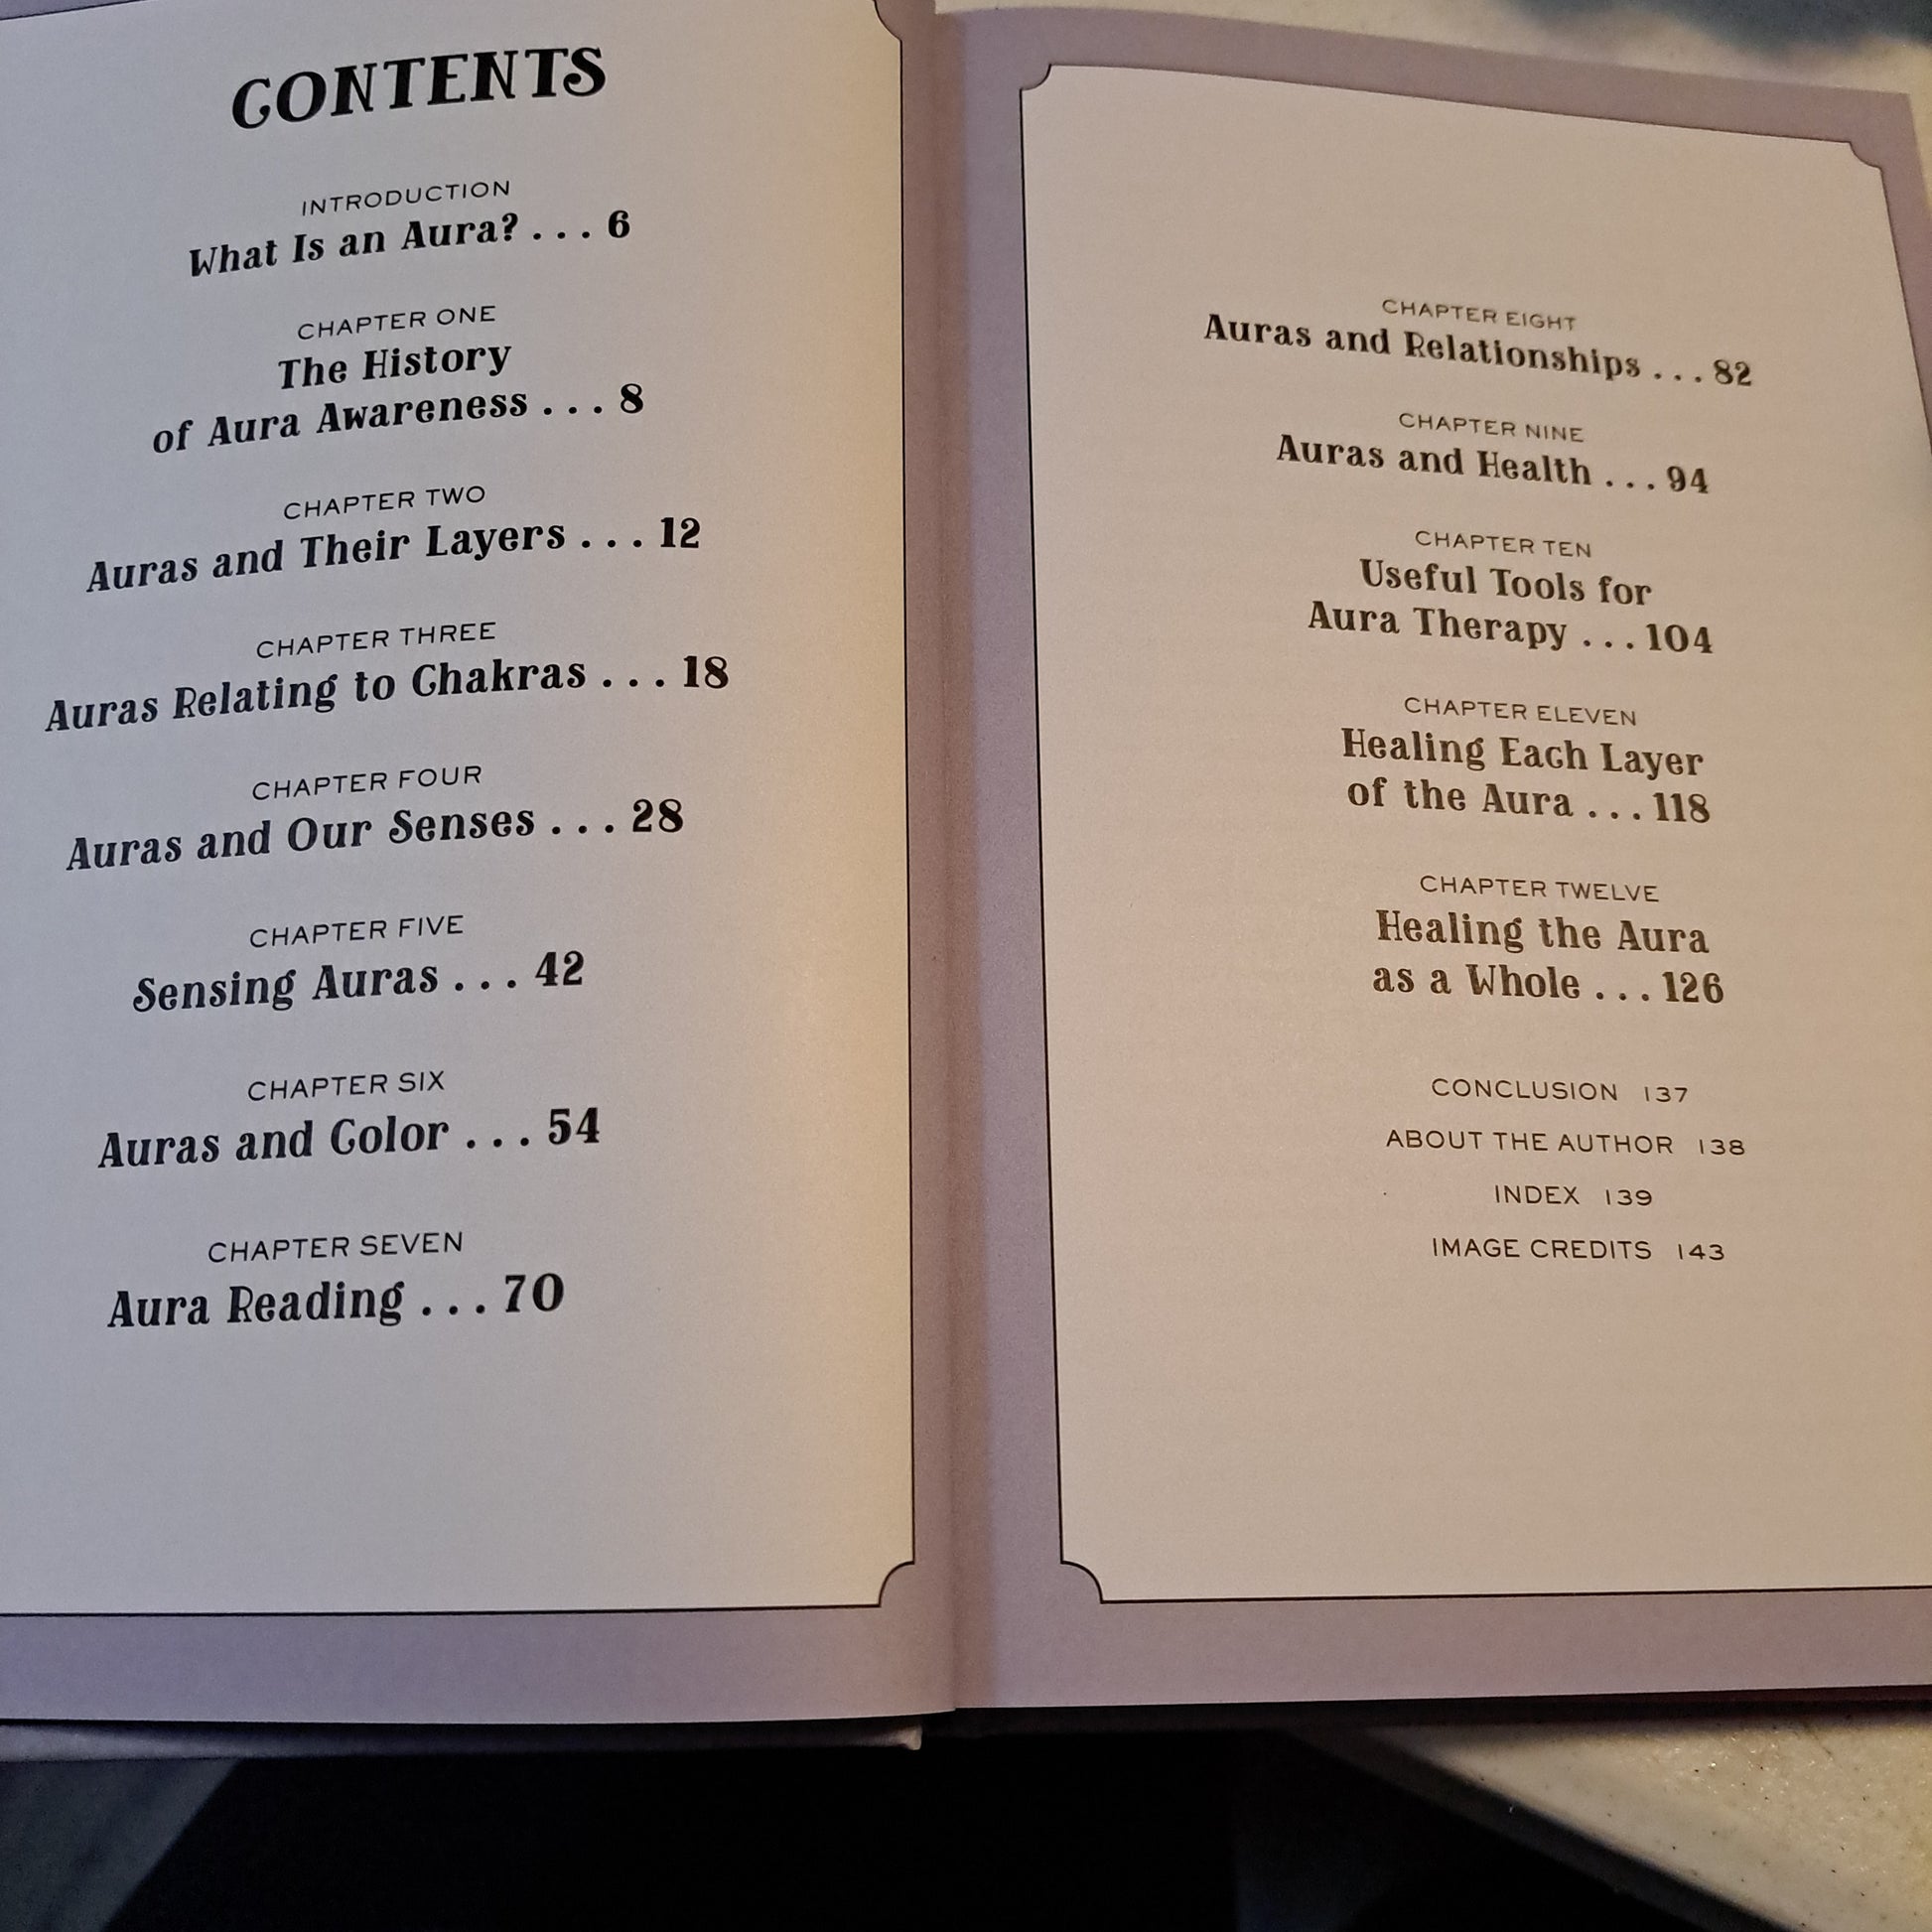 CONTENTS
INTRODUCTION
What Is an Aura? . . . 6
CHAPTER ONE
The History
of Aura Awareness . . . 8
CHAPTER TWO
Auras and Their Layers . . . 12
CHAPTER THREE
Auras Relating to Chakras . . . 18
CHAPTER FOUR
Auras and Our Senses . . . 28
CHAPTER FIVE
Sensing Auras . . . 42
CHAPTER SIX
Auras and Color . . . 54
CHAPTER SEVEN
Aura Reading . . . 70
CHAPTER EIGHT
Auras and Relationships . . . 82
CHAPTER NINE
Auras and Health . . . 94
CHAPTER TEN
Useful Tools for
Aura Therapy . . . 104
CHAPTER ELEVEN
Healing Each Layer
of the Aura . . . 118
CHAPTER TWELVE
Healing the Aura
as a Whole . . . 126
CONCLUSION 137
ABOUT THE AUTHOR 138
INDEX 139
IMAGE CREDITS 143